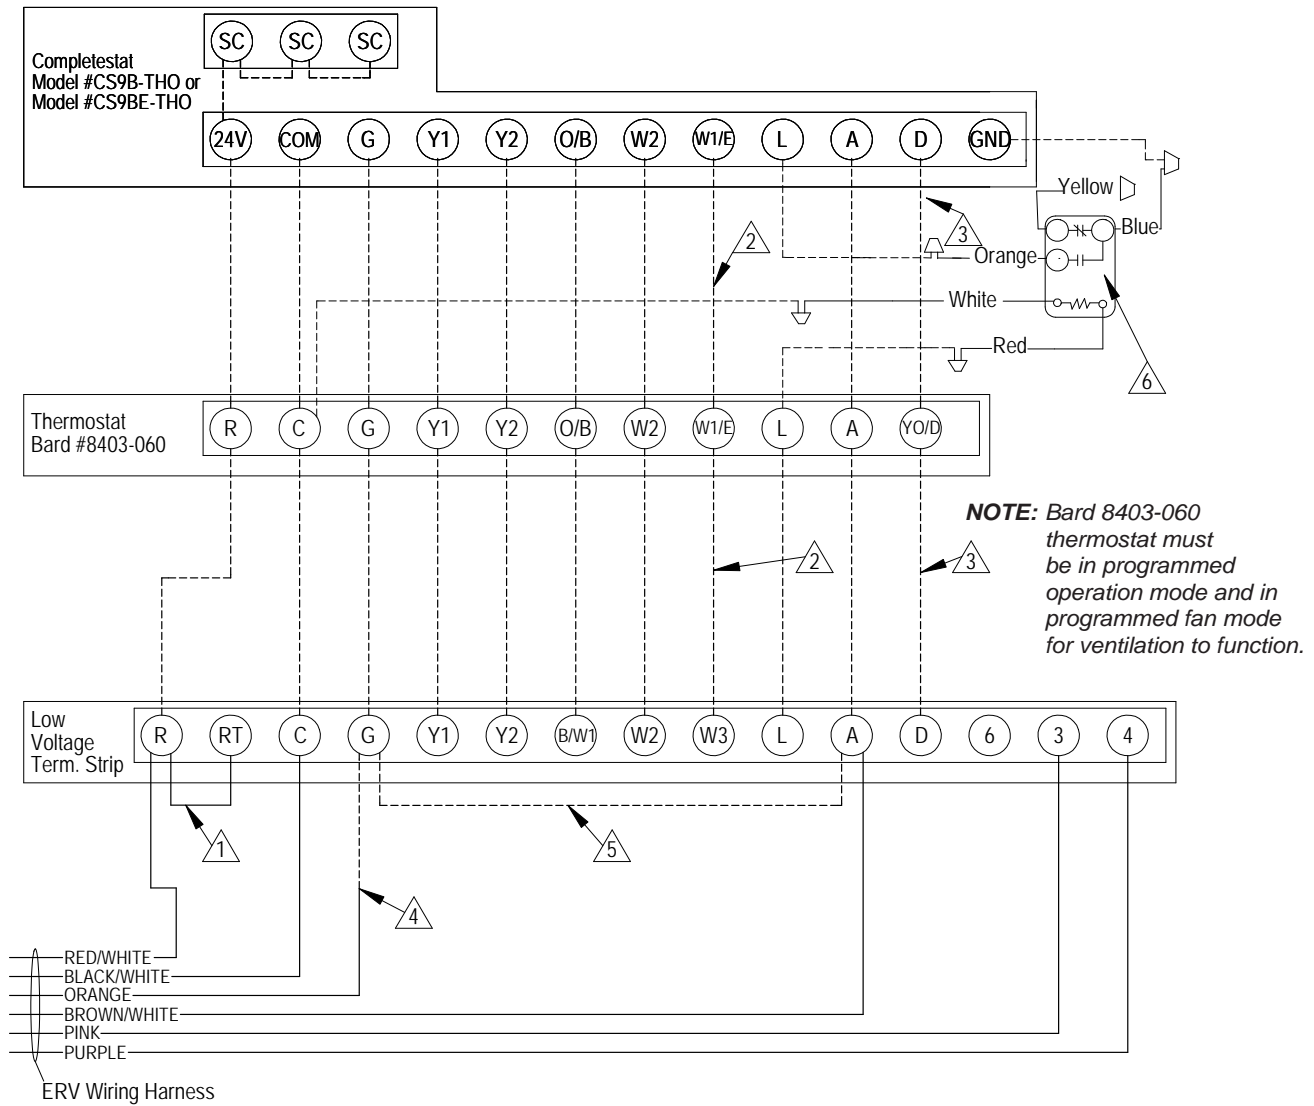 SC SC SC
Completestat
Model #CS9B-THO or
Model #CS9BE-THO
24V COM G Y1 Y2 O/B W2 W1/E L A D GND
Yellow
Blue
3
2
Orange
White
Red
6
Thermostat
Bard #8403-060
R C G Y1 Y2 O/B W2 W1/E L A YO/D
NOTE: Bard 8403-060
thermostat must
be in programmed
operation mode and in
programmed fan mode
for ventilation to function.
2 3
Low
Voltage
Term. Strip
R RT C G Y1 Y2 B/W1 W2 W3 L A D 6 3 4
1 5
4
RED/WHITE
BLACK/WHITE
ORANGE
BROWN/WHITE
PINK
PURPLE
ERV Wiring Harness